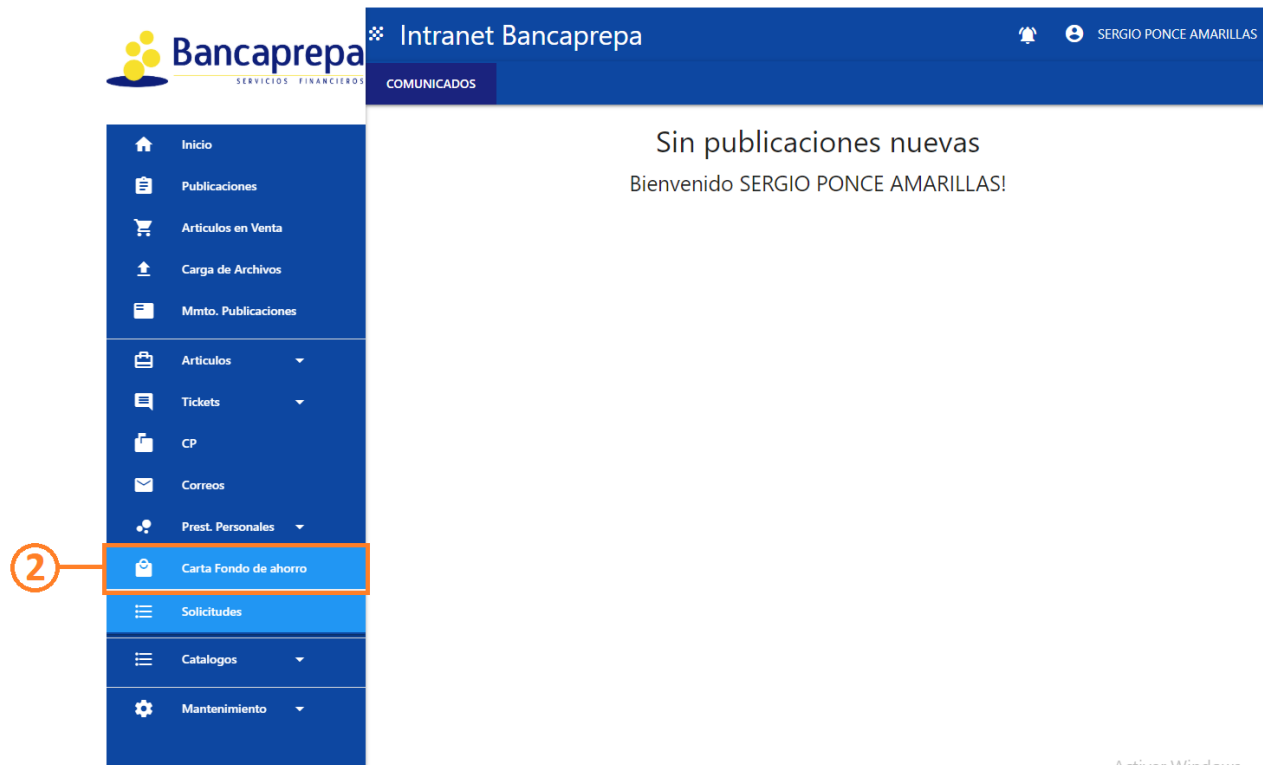 Bancaprepa
SERVICIOS FINANCIEROS
Intranet Bancaprepa
SERGIO PONCE AMARILLAS
COMUNICADOS
Sin publicaciones nuevas
Bienvenido SERGIO PONCE AMARILLAS!
Inicio
Publicaciones
Articulos en Venta
Carga de Archivos
Mmto. Publicaciones
Articulos
Tickets
CP
Correos
Prest. Personales
2
Carta Fondo de ahorro
Solicitudes
Catalogos
Mantenimiento